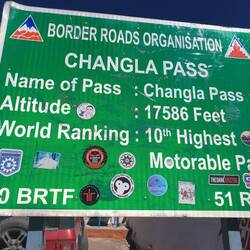 BORDER ROADS ORGANISATION
CHANGLA PASS
Name of Pass : Changla Pass
Altitude : 17586 Feet
World Ranking : 10th Highest
Motorable Pa
0 BRTF 51 R